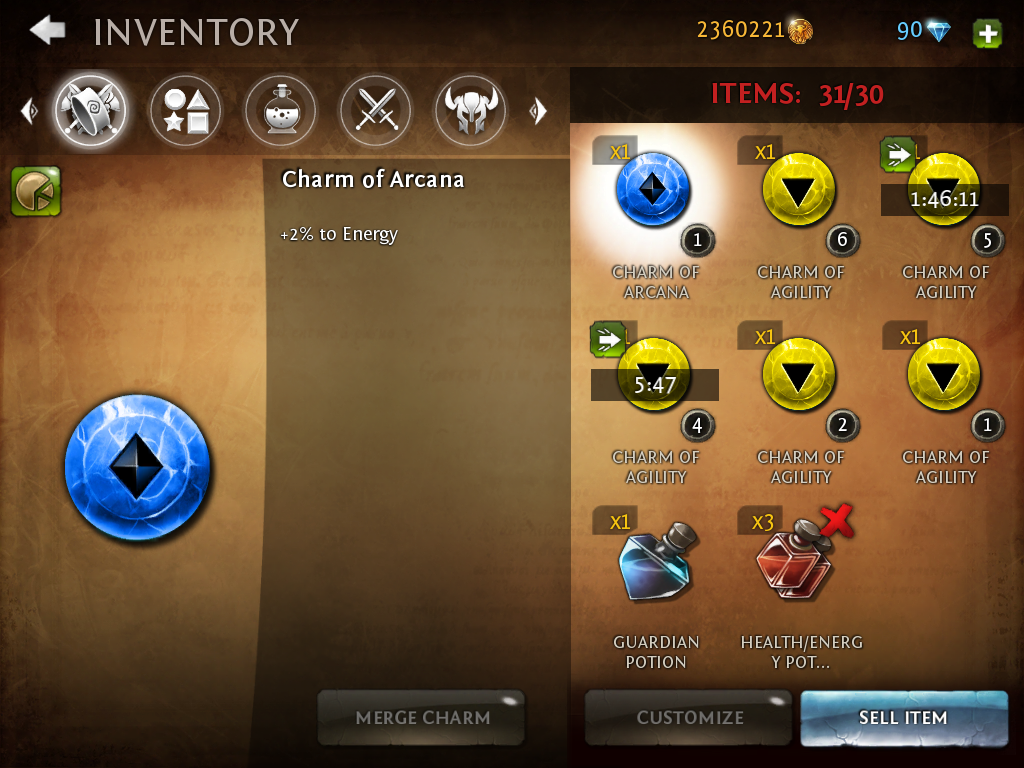 INVENTORY
2360221
90
ITEMS: 31/30
Charm of Arcana
+2% to Energy
X1
1
CHARM OF
ARCANA
X1
6
CHARM OF
AGILITY
1:46:11
5
CHARM OF
AGILITY
5:47
4
CHARM OF
AGILITY
X1
2
CHARM OF
AGILITY
X1
1
CHARM OF
AGILITY
X1
GUARDIAN
POTION
X3
HEALTH/ENERG
Y POT...
MERGE CHARM
CUSTOMIZE
SELL ITEM